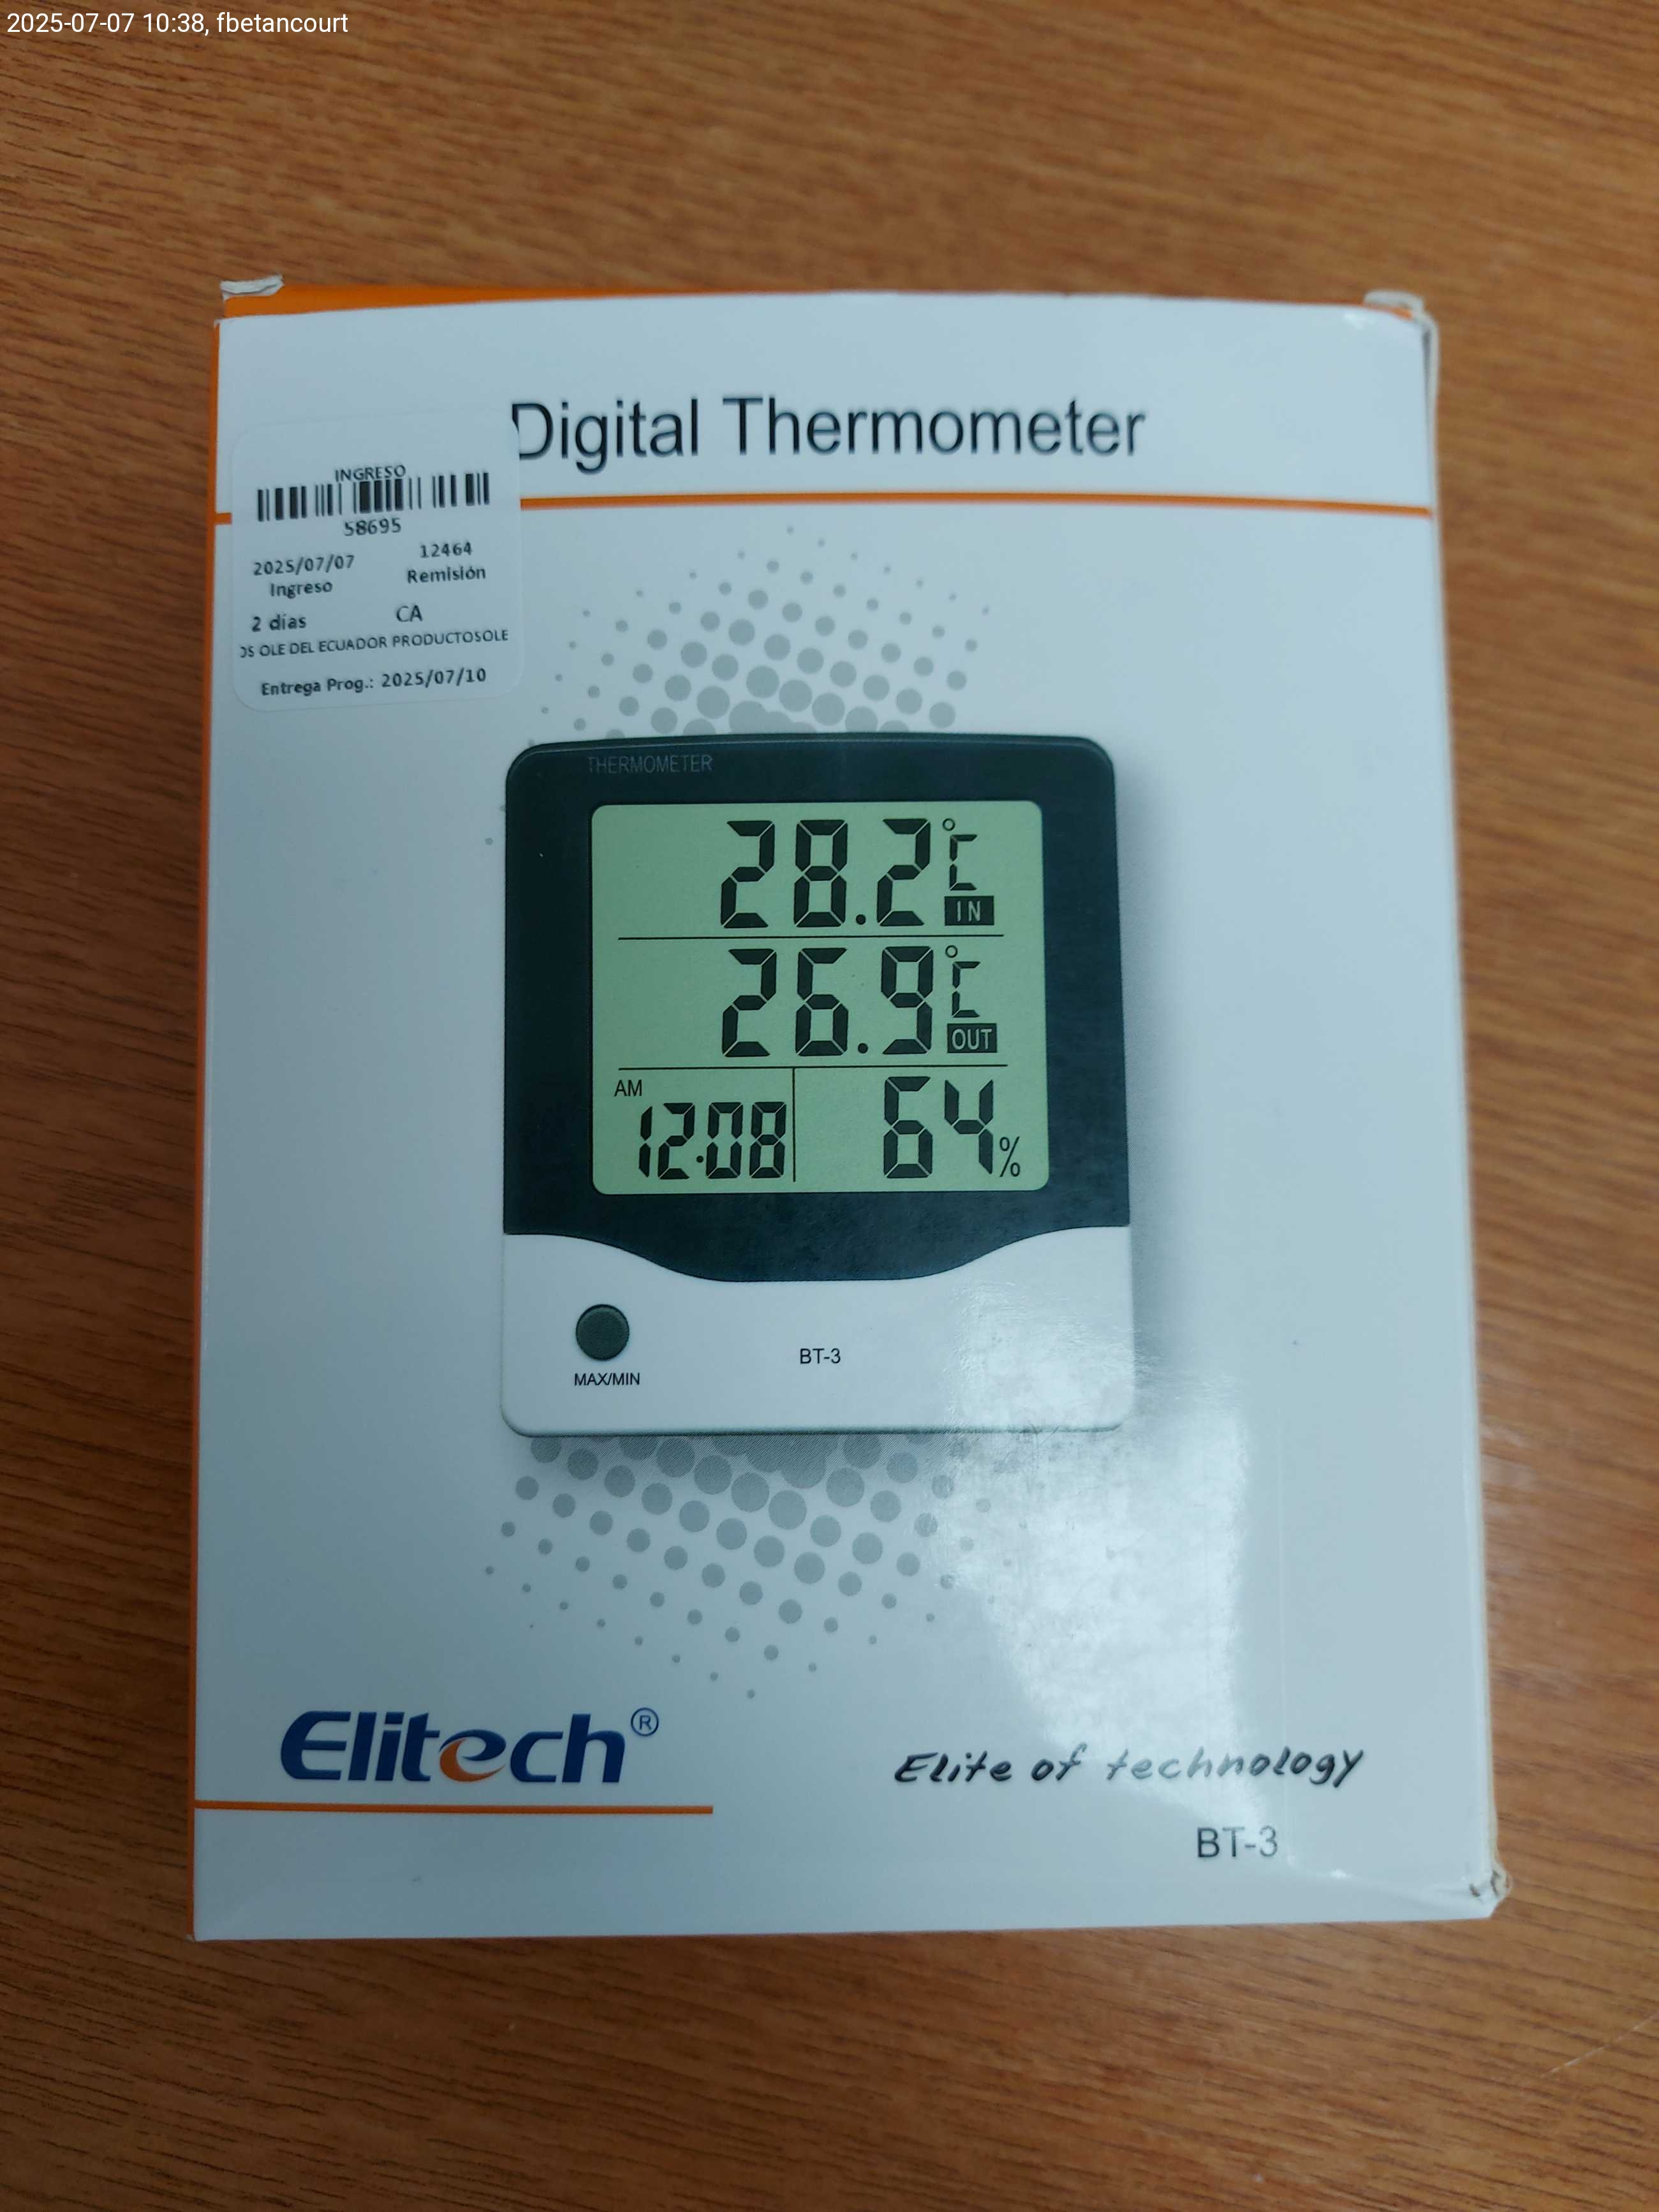 2025-07-07 10:38, fbetancourt
Digital Thermometer
INGRESO
58695
2025/07/07 12464
Ingreso Remisión
2 días CA
OS OLE DEL ECUADOR PRODUCTOSOLE
Entrega Prog.: 2025/07/10
THERMOMETER
28.2°C
IN
26.9°C
OUT
AM
12:08 64%
BT-3
MAX/MIN
Elitech®
Elite of technology
BT-3